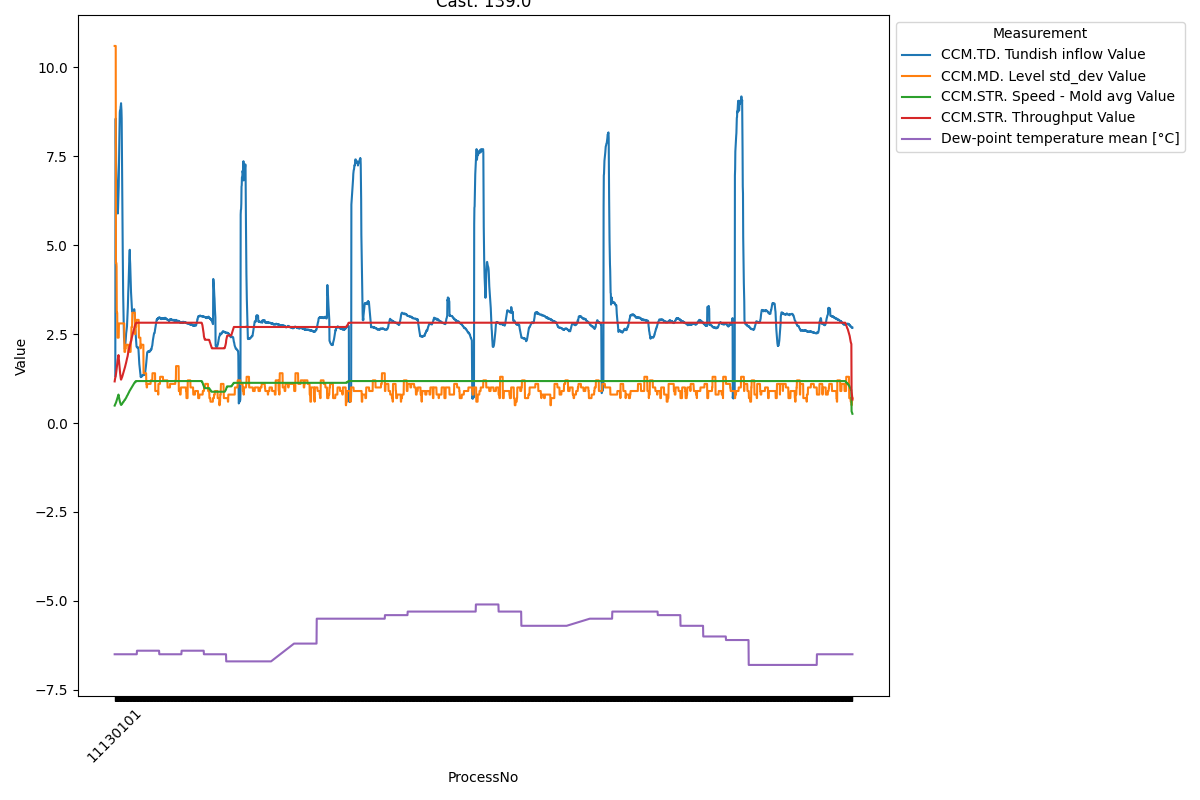 Cast: 139.0
Measurement
CCM.TD. Tundish inflow Value
CCM.MD. Level std_dev Value
CCM.STR. Speed - Mold avg Value
CCM.STR. Throughput Value
Dew-point temperature mean [°C]
10.0
7.5
5.0
2.5
0.0
−2.5
−5.0
−7.5
Value
11130101
ProcessNo